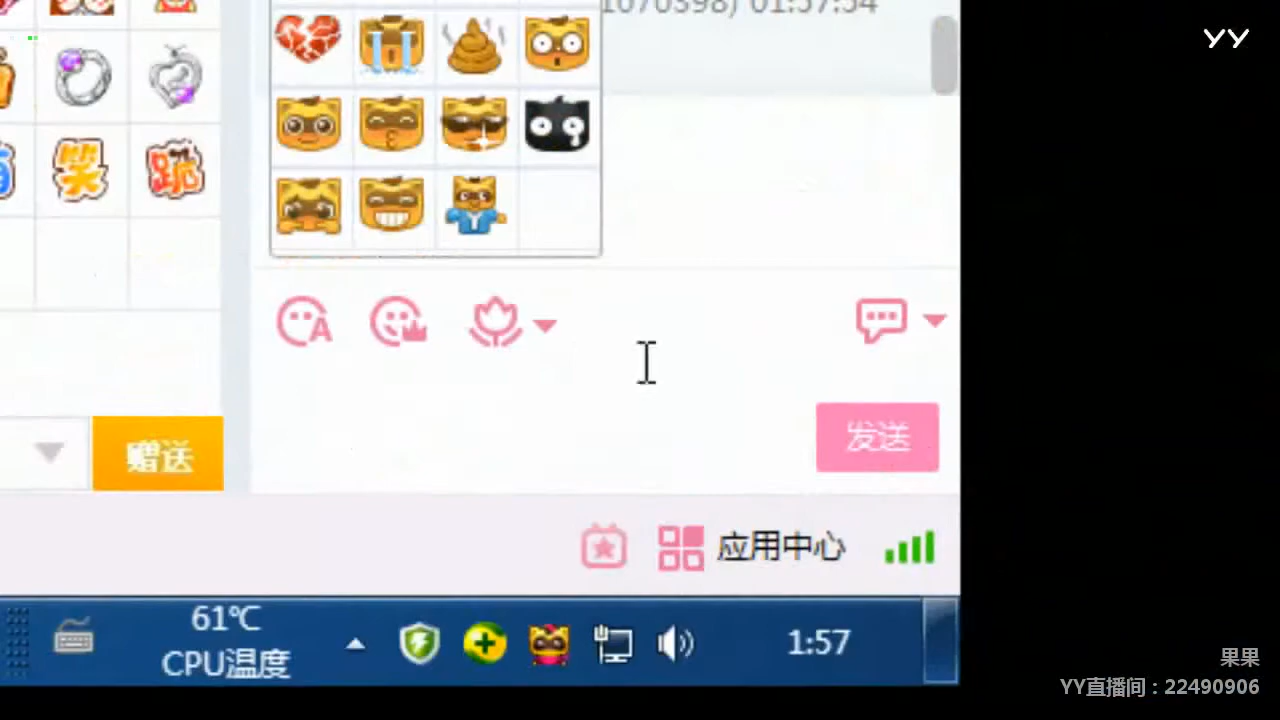 1070398) 01:57:54
YY
笑
跪
A
赠送
发送
应用中心
61℃
CPU温度
1:57
果果
YY直播间：22490906